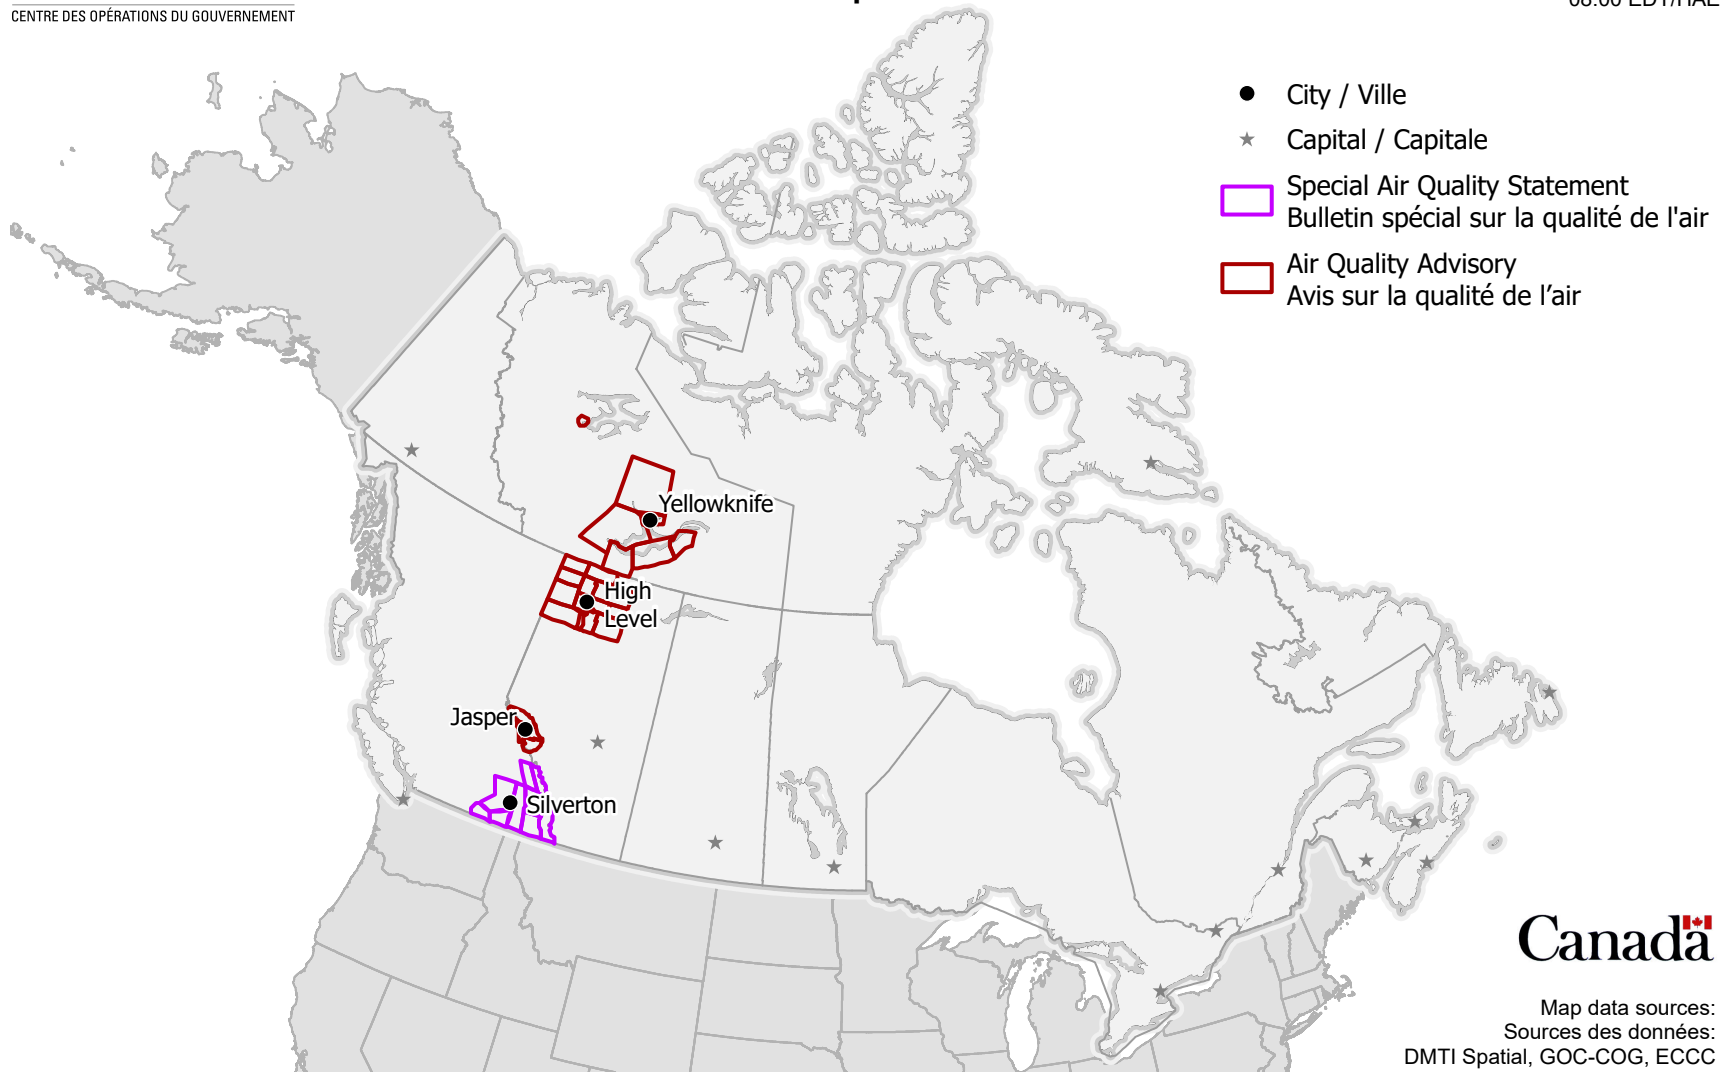 CENTRE DES OPÉRATIONS DU GOUVERNEMENT
City / Ville
Capital / Capitale
Special Air Quality Statement
Bulletin spécial sur la qualité de l'air
Air Quality Advisory
Avis sur la qualité de l’air
Yellowknife
High
Level
Jasper
Silverton
Canada
Map data sources:
Sources des données:
DMTI Spatial, GOC-COG, ECCC